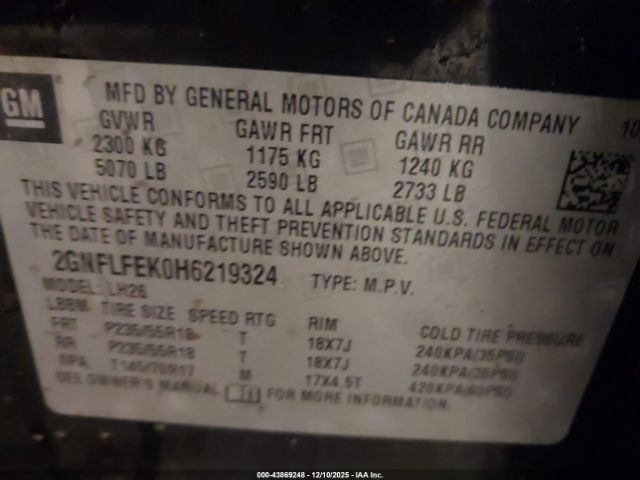 GM
MFD BY GENERAL MOTORS OF CANADA COMPANY 10
GVWR GAWR FRT GAWR RR
2300 KG 1175 KG 1240 KG
5070 LB 2590 LB 2733 LB
THIS VEHICLE CONFORMS TO ALL APPLICABLE U.S. FEDERAL MOTOR
VEHICLE SAFETY AND THEFT PREVENTION STANDARDS IN EFFECT ON
THE DATE OF MANUFACTURE SHOWN ABOVE.
2GNFLFEK0H6219324 TYPE: M.P.V.
MODEL: LH26
TIRE SIZE SPEED RTG RIM COLD TIRE PRESSURE
FRT P235/55R18 T 18X7J 240KPA(35PSI)
RR P235/55R18 T 18X7J 240KPA(35PSI)
SPA T145/70R17 M 17X4.5T 420KPA(60PSI)
SEE OWNER'S MANUAL FOR MORE INFORMATION.
000-43869248 - 12/10/2025 - IAA Inc.